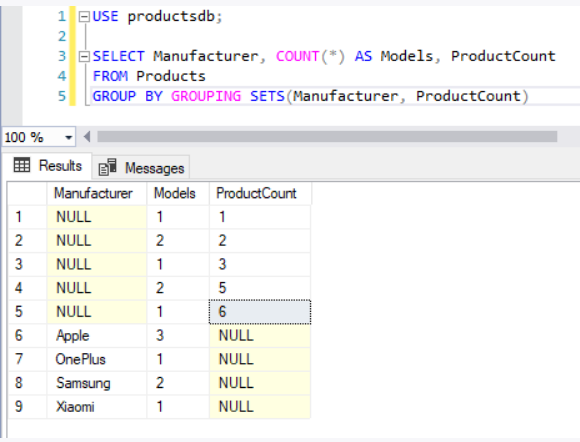 1 USE productsdb;
2
3 SELECT Manufacturer, COUNT(*) AS Models, ProductCount
4 FROM Products
5 GROUP BY GROUPING SETS(Manufacturer, ProductCount)
100 %
Results Messages
Manufacturer Models ProductCount
1 NULL 1 1
2 NULL 2 2
3 NULL 1 3
4 NULL 2 5
5 NULL 1 6
6 Apple 3 NULL
7 OnePlus 1 NULL
8 Samsung 2 NULL
9 Xiaomi 1 NULL